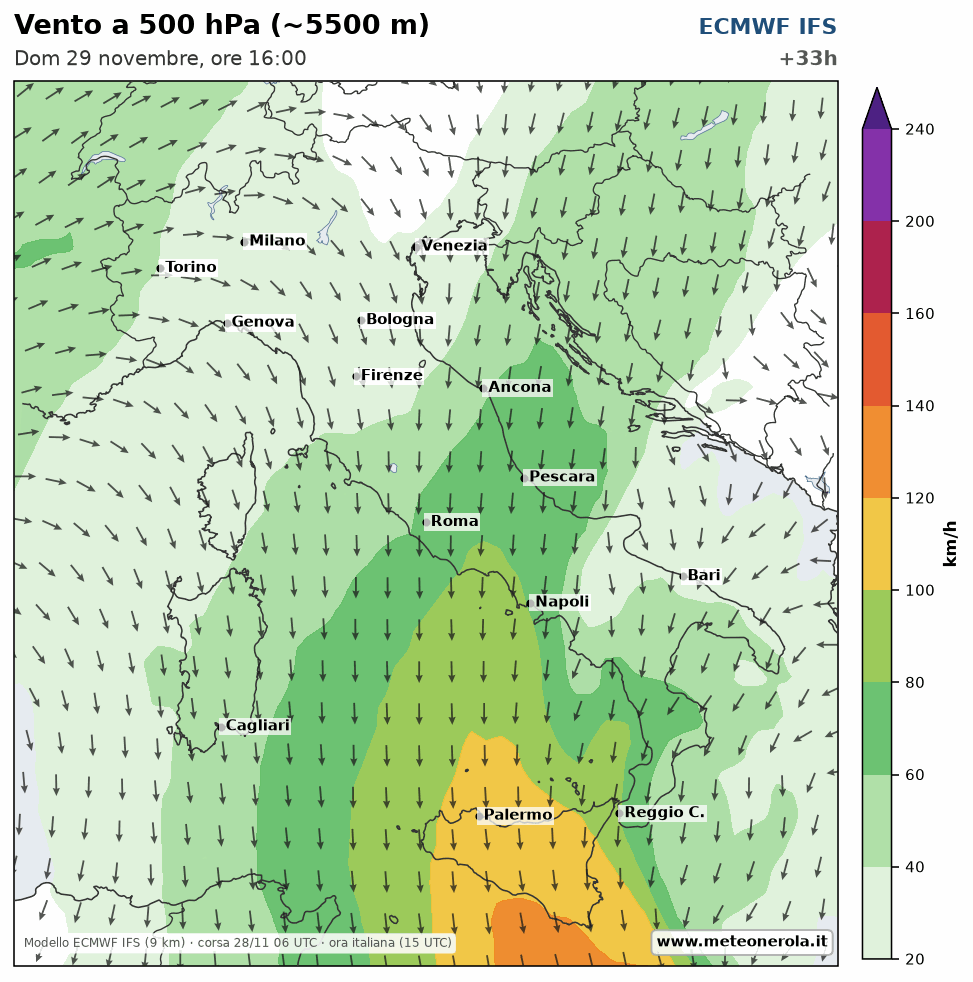 Vento a 500 hPa (~5500 m)
ECMWF IFS
Dom 29 novembre, ore 16:00
+33h
240
200
160
140
120
100
80
60
40
20
km/h
Milano
Venezia
Torino
Genova
Bologna
Firenze
Ancona
Pescara
Roma
Bari
Napoli
Cagliari
Palermo
Reggio C.
Modello ECMWF IFS (9 km) · corsa 28/11 06 UTC · ora italiana (15 UTC)
www.meteonerola.it